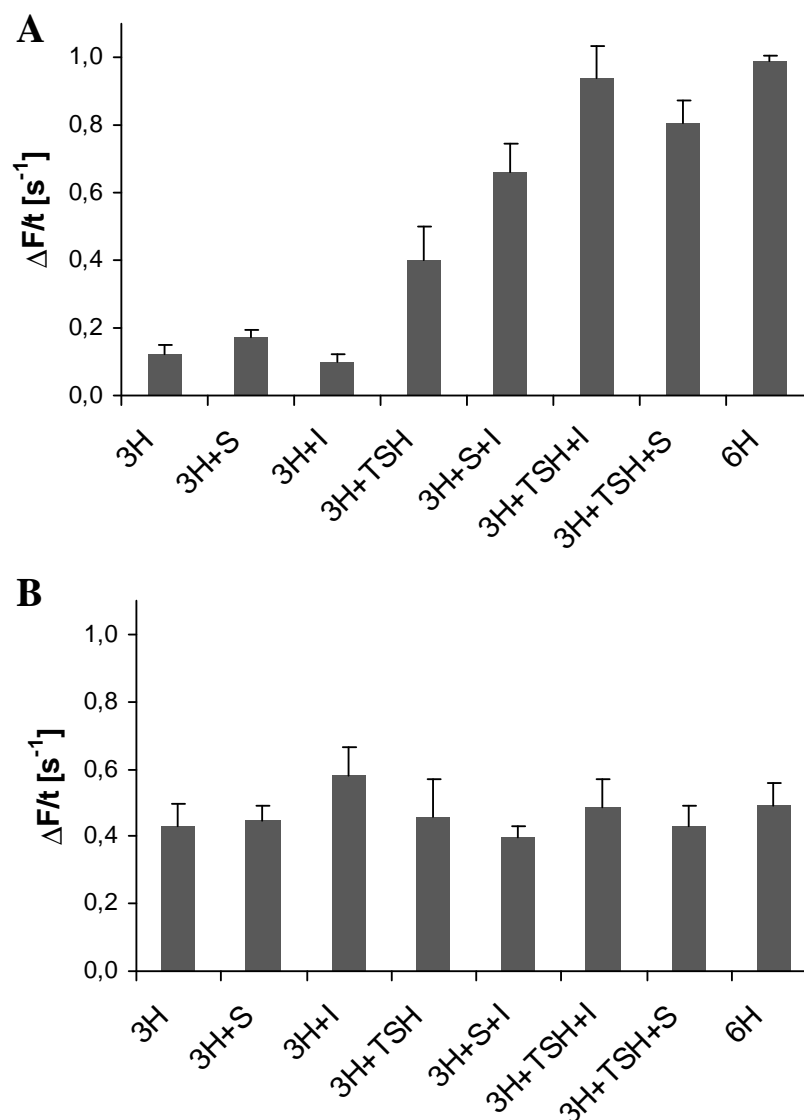 A
1,0
0,8
0,6
0,4
0,2
0,0
ΔF/t [s⁻¹]
3H
3H+S
3H+I
3H+TSH
3H+S+I
3H+TSH+I
3H+TSH+S
6H
B
1,0
0,8
0,6
0,4
0,2
0,0
ΔF/t [s⁻¹]
3H
3H+S
3H+I
3H+TSH
3H+S+I
3H+TSH+I
3H+TSH+S
6H